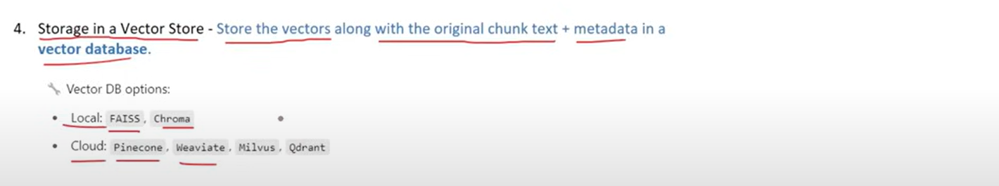 4. Storage in a Vector Store - Store the vectors along with the original chunk text + metadata in a
vector database.
🔧 Vector DB options:
• Local: FAISS, Chroma
• Cloud: Pinecone, Weaviate, Milvus, Qdrant